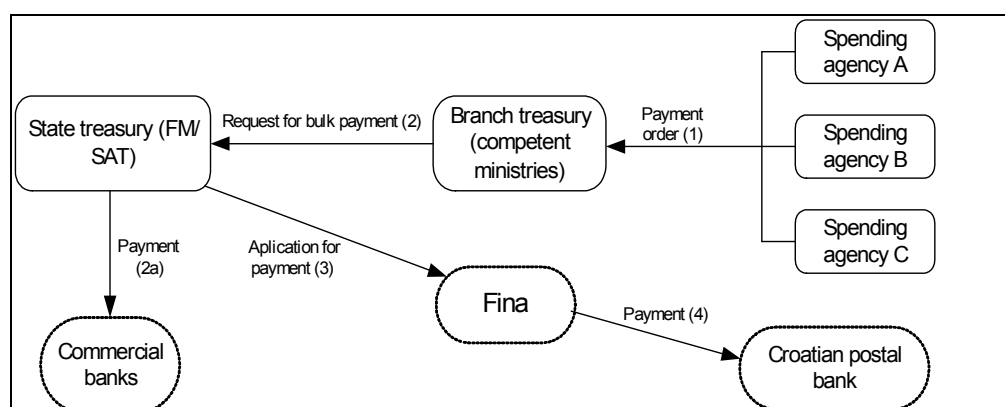 Spending
agency A
State treasury (FM/
SAT)
Request for bulk payment (2)
Branch treasury
(competent
ministries)
Payment
order (1)
Spending
agency B
Spending
agency C
Payment
(2a)
Aplication for
payment (3)
Fina
Payment (4)
Commercial
banks
Croatian postal
bank